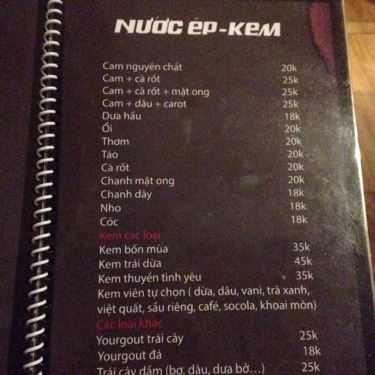 NƯỚC ÉP-KEM
Cam nguyên chất 20k
Cam + cà rốt 25k
Cam + cà rốt + mật ong 25k
Cam + dâu + carot 25k
Dưa hấu 18k
Ổi 20k
Thơm 20k
Táo 20k
Cà rốt 20k
Chanh mật ong 20k
Chanh dây 18k
Nho 18k
Cóc 18k
Kem các loại
Kem bốn mùa 35k
Kem trái dừa 45k
Kem thuyền tình yêu 35k
Kem viên tự chọn ( dừa, dâu, vani, trà xanh,
việt quất, sầu riêng, café, socola, khoai môn)
Các loại khác
Yourgout trái cây 25k
Yourgout đá 18k
Trái cây dầm (bơ, dâu, dưa bở...) 25k